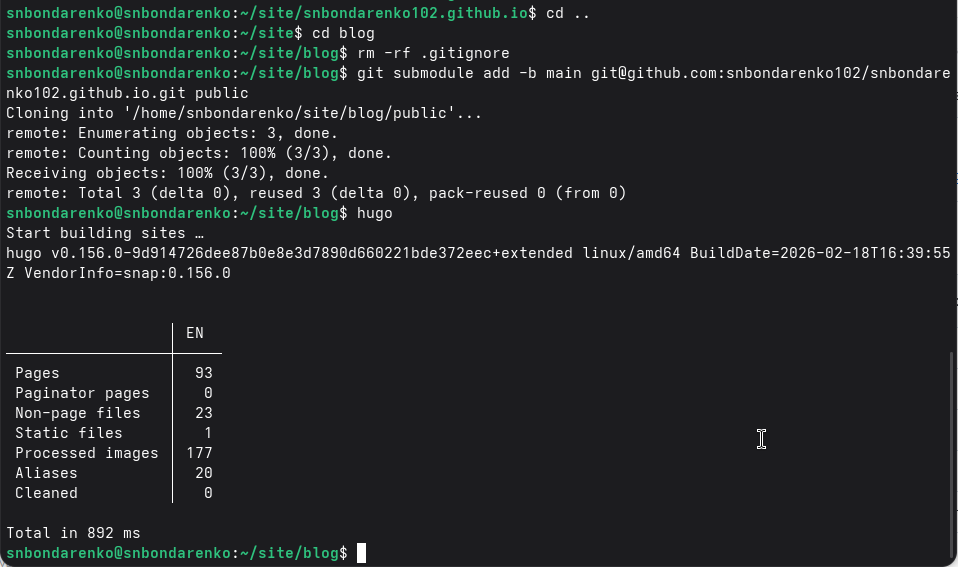 snbondarenko@snbondarenko:~/site/snbondarenko102.github.io$ cd ..
snbondarenko@snbondarenko:~/site$ cd blog
snbondarenko@snbondarenko:~/site/blog$ rm -rf .gitignore
snbondarenko@snbondarenko:~/site/blog$ git submodule add -b main git@github.com:snbondarenko102/snbondare
nko102.github.io.git public
Cloning into '/home/snbondarenko/site/blog/public'...
remote: Enumerating objects: 3, done.
remote: Counting objects: 100% (3/3), done.
Receiving objects: 100% (3/3), done.
remote: Total 3 (delta 0), reused 3 (delta 0), pack-reused 0 (from 0)
snbondarenko@snbondarenko:~/site/blog$ hugo
Start building sites …
hugo v0.156.0-9d914726dee87b0e8e3d7890d660221bde372eec+extended linux/amd64 BuildDate=2026-02-18T16:39:55
Z VendorInfo=snap:0.156.0
EN
Pages 93
Paginator pages 0
Non-page files 23
Static files 1
Processed images 177
Aliases 20
Cleaned 0
Total in 892 ms
snbondarenko@snbondarenko:~/site/blog$